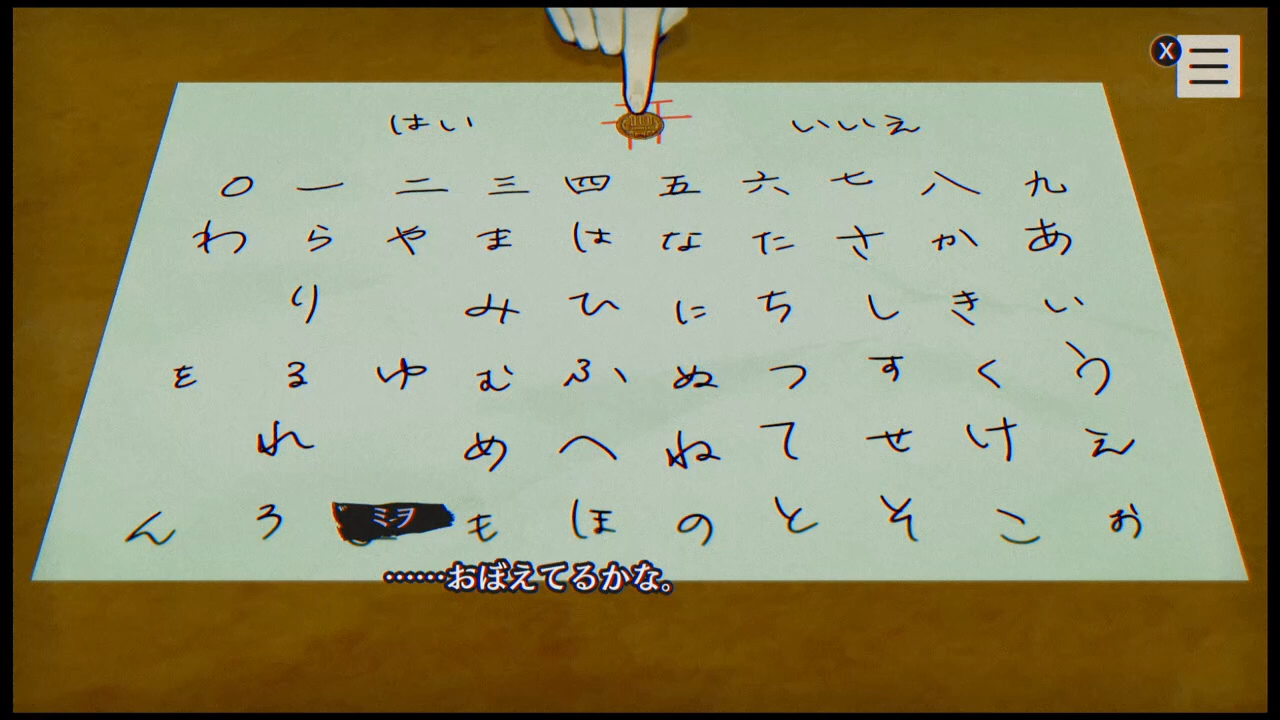 X
はい いいえ
〇 一 二 三 四 五 六 七 八 九
わ ら や ま は な た さ か あ
り み ひ に ち し き い
を る ゆ む ふ ぬ つ す く う
れ め へ ね て せ け え
ん ろ も ほ の と そ こ お
ミヲ
……おぼえてるかな。